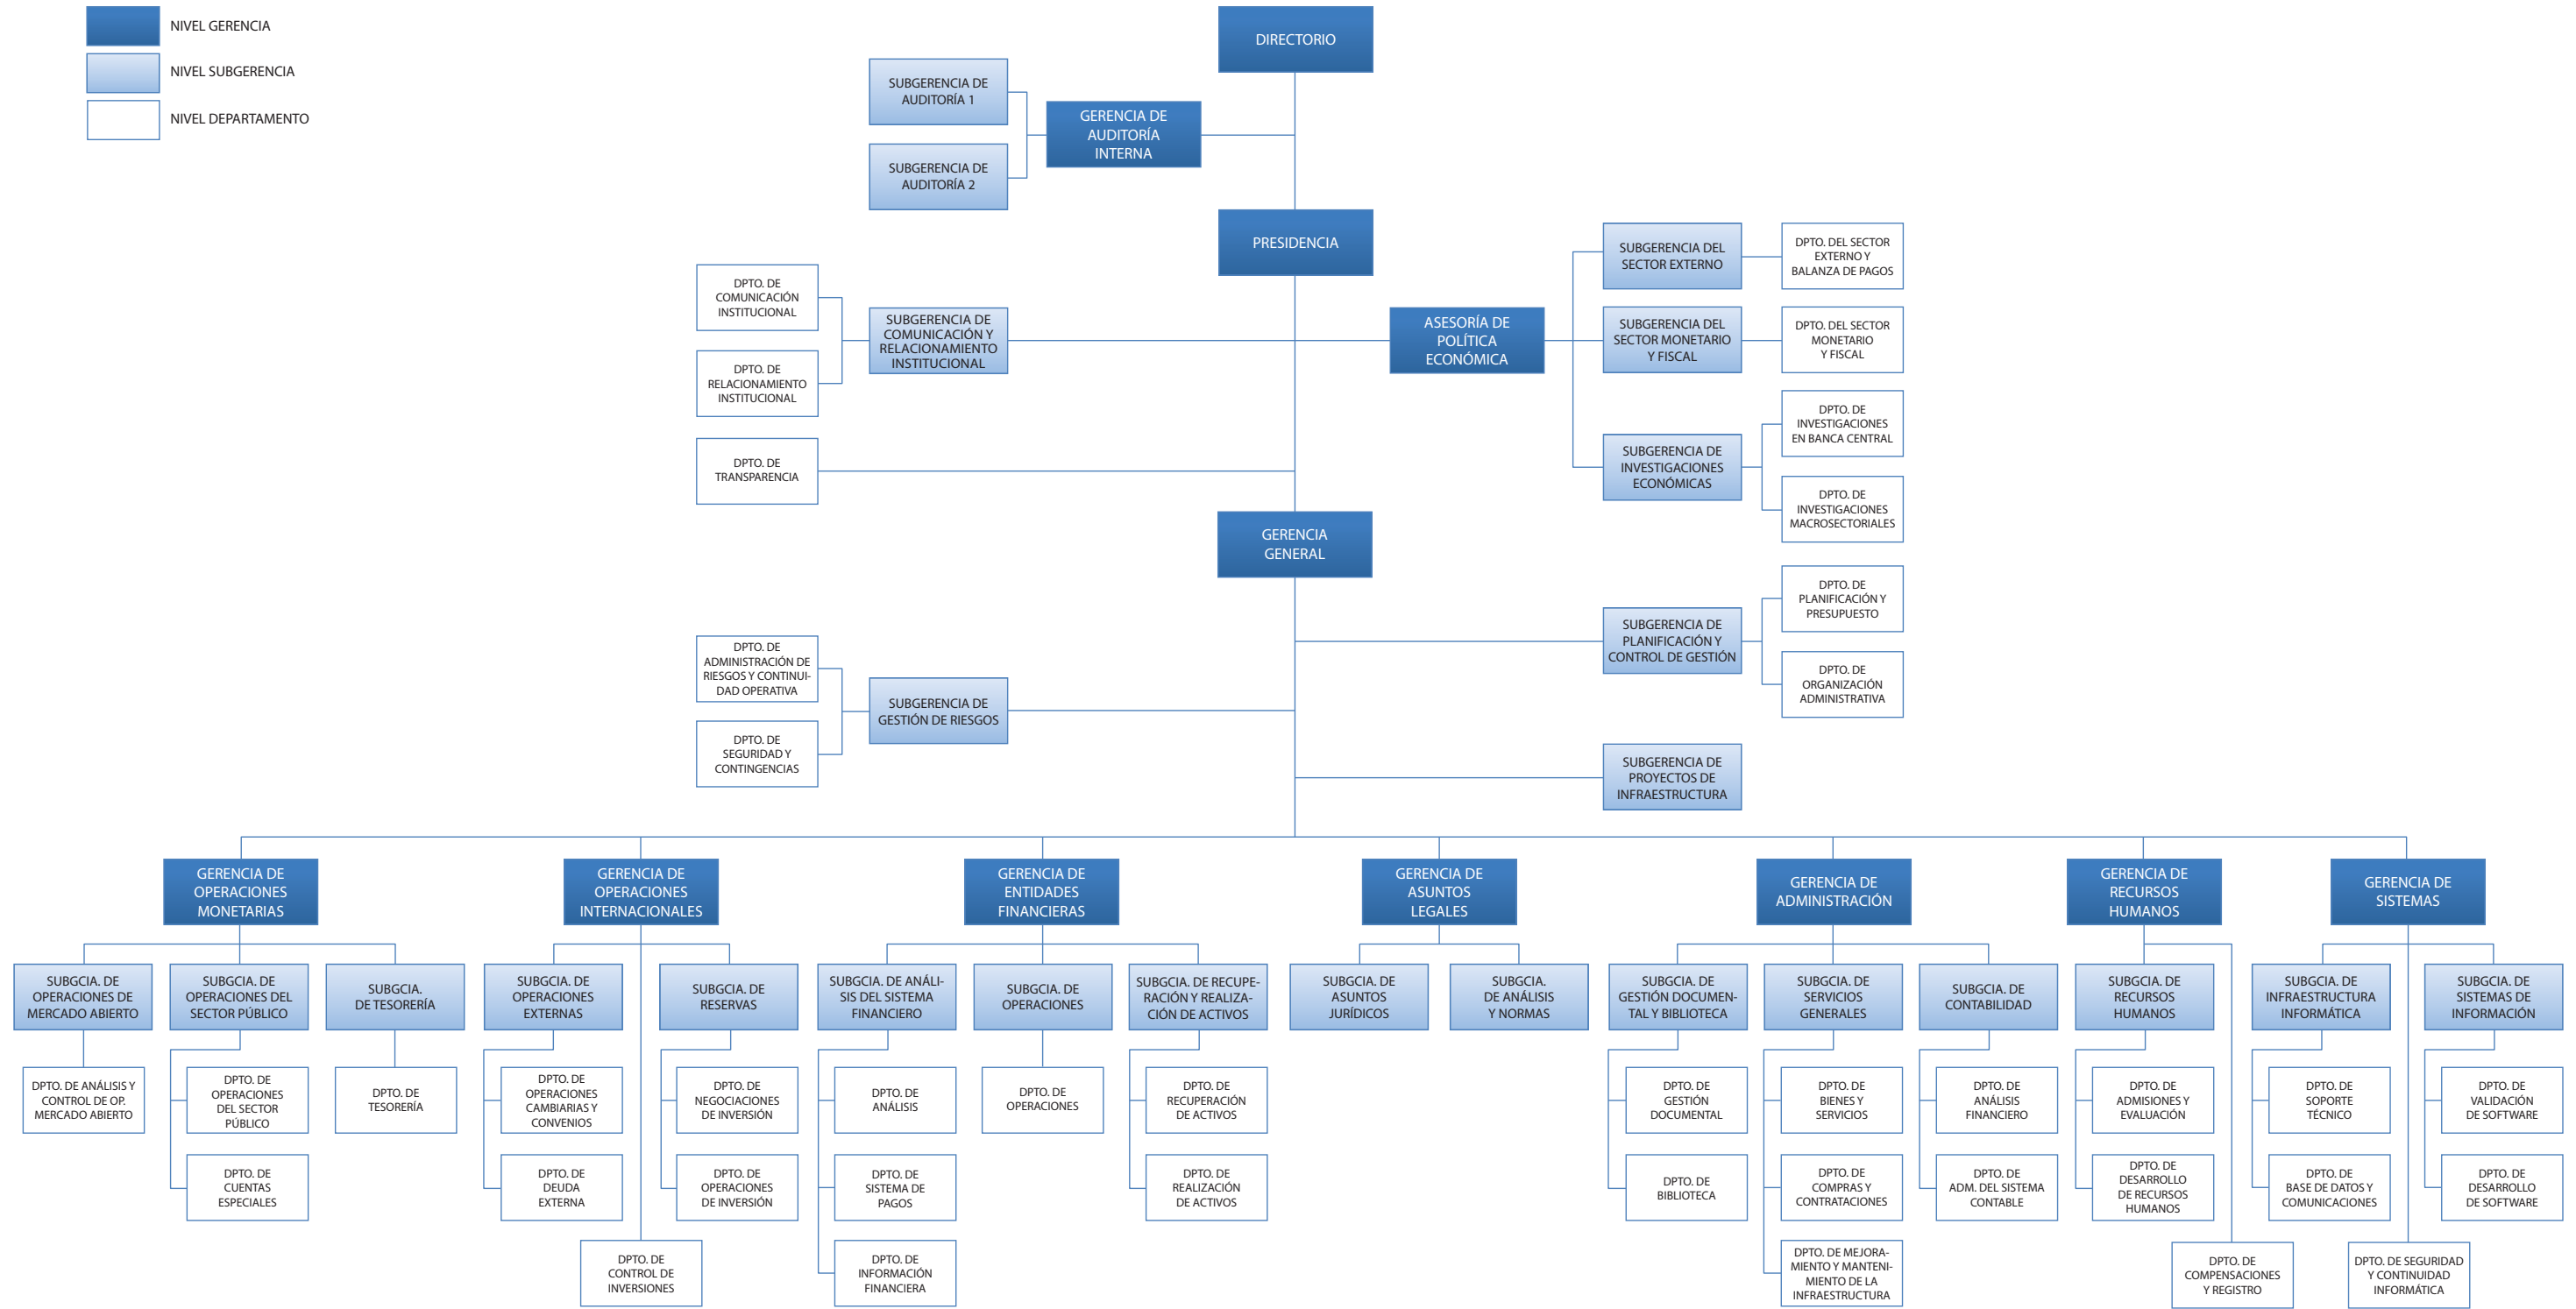 NIVEL GERENCIA
NIVEL SUBGERENCIA
NIVEL DEPARTAMENTO
DIRECTORIO
SUBGERENCIA DE
AUDITORÍA 1
SUBGERENCIA DE
AUDITORÍA 2
GERENCIA DE
AUDITORÍA
INTERNA
PRESIDENCIA
DPTO. DE
COMUNICACIÓN
INSTITUCIONAL
DPTO. DE
RELACIONAMIENTO
INSTITUCIONAL
SUBGERENCIA DE
COMUNICACIÓN Y
RELACIONAMIENTO
INSTITUCIONAL
DPTO. DE
TRANSPARENCIA
ASESORÍA DE
POLÍTICA
ECONÓMICA
SUBGERENCIA DEL
SECTOR EXTERNO
DPTO. DEL SECTOR
EXTERNO Y
BALANZA DE PAGOS
SUBGERENCIA DEL
SECTOR MONETARIO
Y FISCAL
DPTO. DEL SECTOR
MONETARIO
Y FISCAL
SUBGERENCIA DE
INVESTIGACIONES
ECONÓMICAS
DPTO. DE
INVESTIGACIONES
EN BANCA CENTRAL
DPTO. DE
INVESTIGACIONES
MACROSECTORIALES
GERENCIA
GENERAL
SUBGERENCIA DE
PLANIFICACIÓN Y
CONTROL DE GESTIÓN
DPTO. DE
PLANIFICACIÓN Y
PRESUPUESTO
DPTO. DE
ORGANIZACIÓN
ADMINISTRATIVA
DPTO. DE
ADMINISTRACIÓN DE
RIESGOS Y CONTINUI-
DAD OPERATIVA
DPTO. DE
SEGURIDAD Y
CONTINGENCIAS
SUBGERENCIA DE
GESTIÓN DE RIESGOS
SUBGERENCIA DE
PROYECTOS DE
INFRAESTRUCTURA
GERENCIA DE
OPERACIONES
MONETARIAS
GERENCIA DE
OPERACIONES
INTERNACIONALES
GERENCIA DE
ENTIDADES
FINANCIERAS
GERENCIA DE
ASUNTOS
LEGALES
GERENCIA DE
ADMINISTRACIÓN
GERENCIA DE
RECURSOS
HUMANOS
GERENCIA DE
SISTEMAS
SUBGCIA. DE
OPERACIONES DE
MERCADO ABIERTO
SUBGCIA. DE
OPERACIONES DEL
SECTOR PÚBLICO
SUBGCIA.
DE TESORERÍA
SUBGCIA. DE
OPERACIONES
EXTERNAS
SUBGCIA. DE
RESERVAS
SUBGCIA. DE ANÁLI-
SIS DEL SISTEMA
FINANCIERO
SUBGCIA. DE
OPERACIONES
SUBGCIA. DE RECUPE-
RACIÓN Y REALIZA-
CIÓN DE ACTIVOS
SUBGCIA. DE
ASUNTOS
JURÍDICOS
SUBGCIA.
DE ANÁLISIS
Y NORMAS
SUBGCIA. DE
GESTIÓN DOCUMEN-
TAL Y BIBLIOTECA
SUBGCIA. DE
SERVICIOS
GENERALES
SUBGCIA. DE
CONTABILIDAD
SUBGCIA. DE
RECURSOS
HUMANOS
SUBGCIA. DE
INFRAESTRUCTURA
INFORMÁTICA
SUBGCIA. DE
SISTEMAS DE
INFORMACIÓN
DPTO. DE ANÁLISIS Y
CONTROL DE OP.
MERCADO ABIERTO
DPTO. DE
OPERACIONES
DEL SECTOR
PÚBLICO
DPTO. DE
TESORERÍA
DPTO. DE
OPERACIONES
CAMBIARIAS Y
CONVENIOS
DPTO. DE
NEGOCIACIONES
DE INVERSIÓN
DPTO. DE
ANÁLISIS
DPTO. DE
OPERACIONES
DPTO. DE
RECUPERACIÓN
DE ACTIVOS
DPTO. DE
GESTIÓN
DOCUMENTAL
DPTO. DE
BIENES Y
SERVICIOS
DPTO. DE
ANÁLISIS
FINANCIERO
DPTO. DE
ADMISIONES Y
EVALUACIÓN
DPTO. DE
SOPORTE
TÉCNICO
DPTO. DE
VALIDACIÓN
DE SOFTWARE
DPTO. DE
CUENTAS
ESPECIALES
DPTO. DE
DEUDA
EXTERNA
DPTO. DE
OPERACIONES
DE INVERSIÓN
DPTO. DE
SISTEMA DE
PAGOS
DPTO. DE
REALIZACIÓN
DE ACTIVOS
DPTO. DE
BIBLIOTECA
DPTO. DE
COMPRAS Y
CONTRATACIONES
DPTO. DE
ADM. DEL SISTEMA
CONTABLE
DPTO. DE
DESARROLLO
DE RECURSOS
HUMANOS
DPTO. DE
BASE DE DATOS Y
COMUNICACIONES
DPTO. DE
DESARROLLO
DE SOFTWARE
DPTO. DE
CONTROL DE
INVERSIONES
DPTO. DE
INFORMACIÓN
FINANCIERA
DPTO. DE MEJORA-
MIENTO Y MANTENI-
MIENTO DE LA
INFRAESTRUCTURA
DPTO. DE
COMPENSACIONES
Y REGISTRO
DPTO. DE SEGURIDAD
Y CONTINUIDAD
INFORMÁTICA